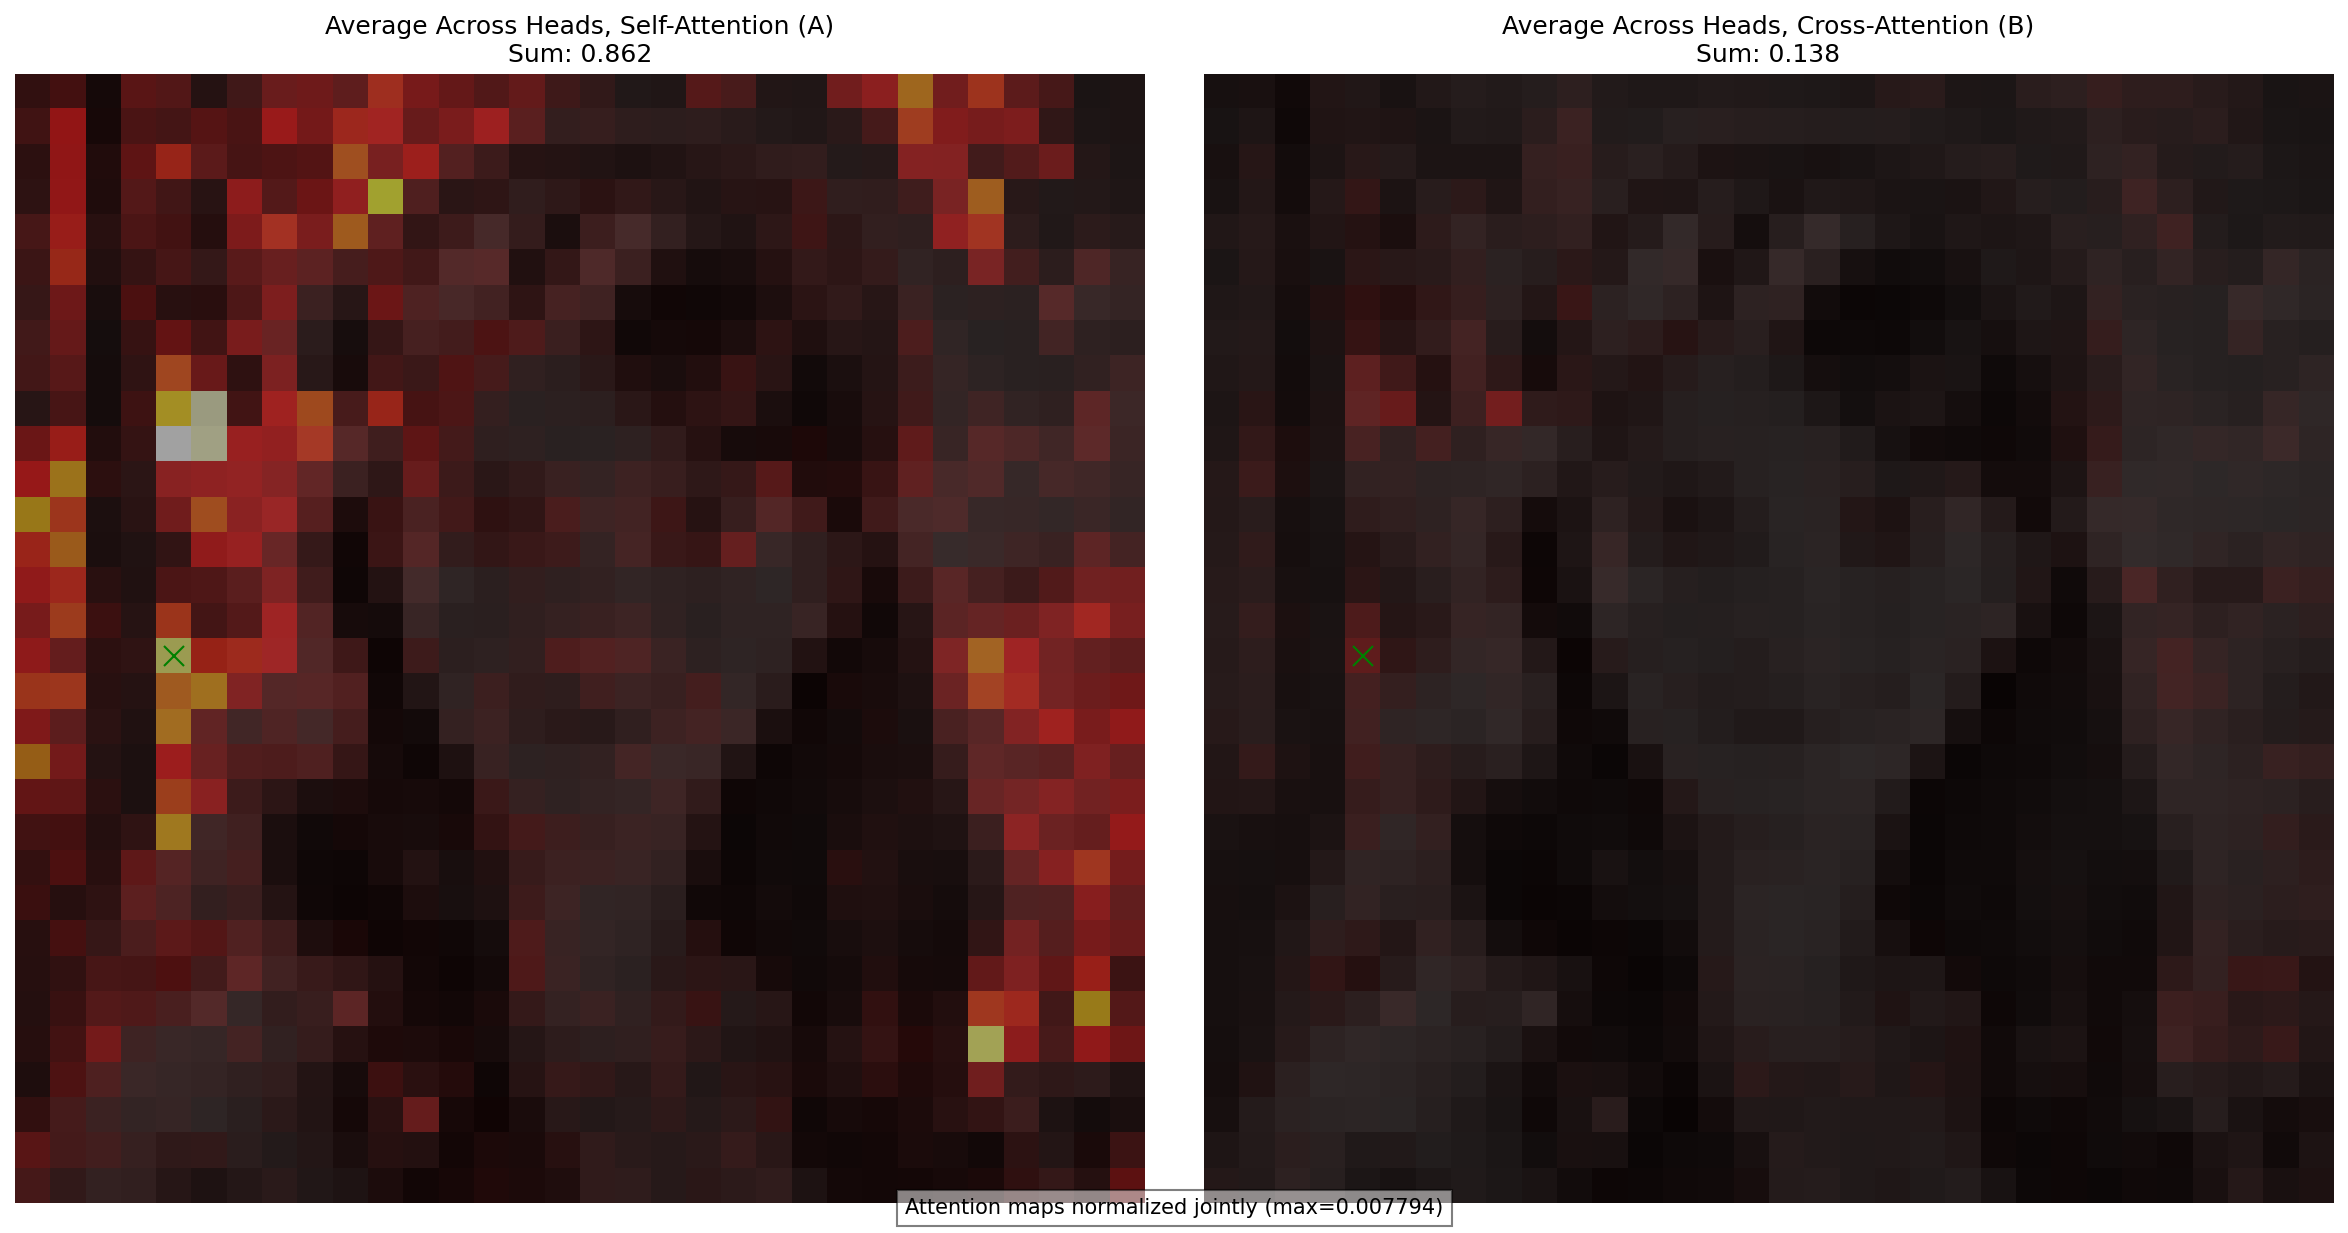 Average Across Heads, Self-Attention (A)
Sum: 0.862
Average Across Heads, Cross-Attention (B)
Sum: 0.138
Attention maps normalized jointly (max=0.007794)